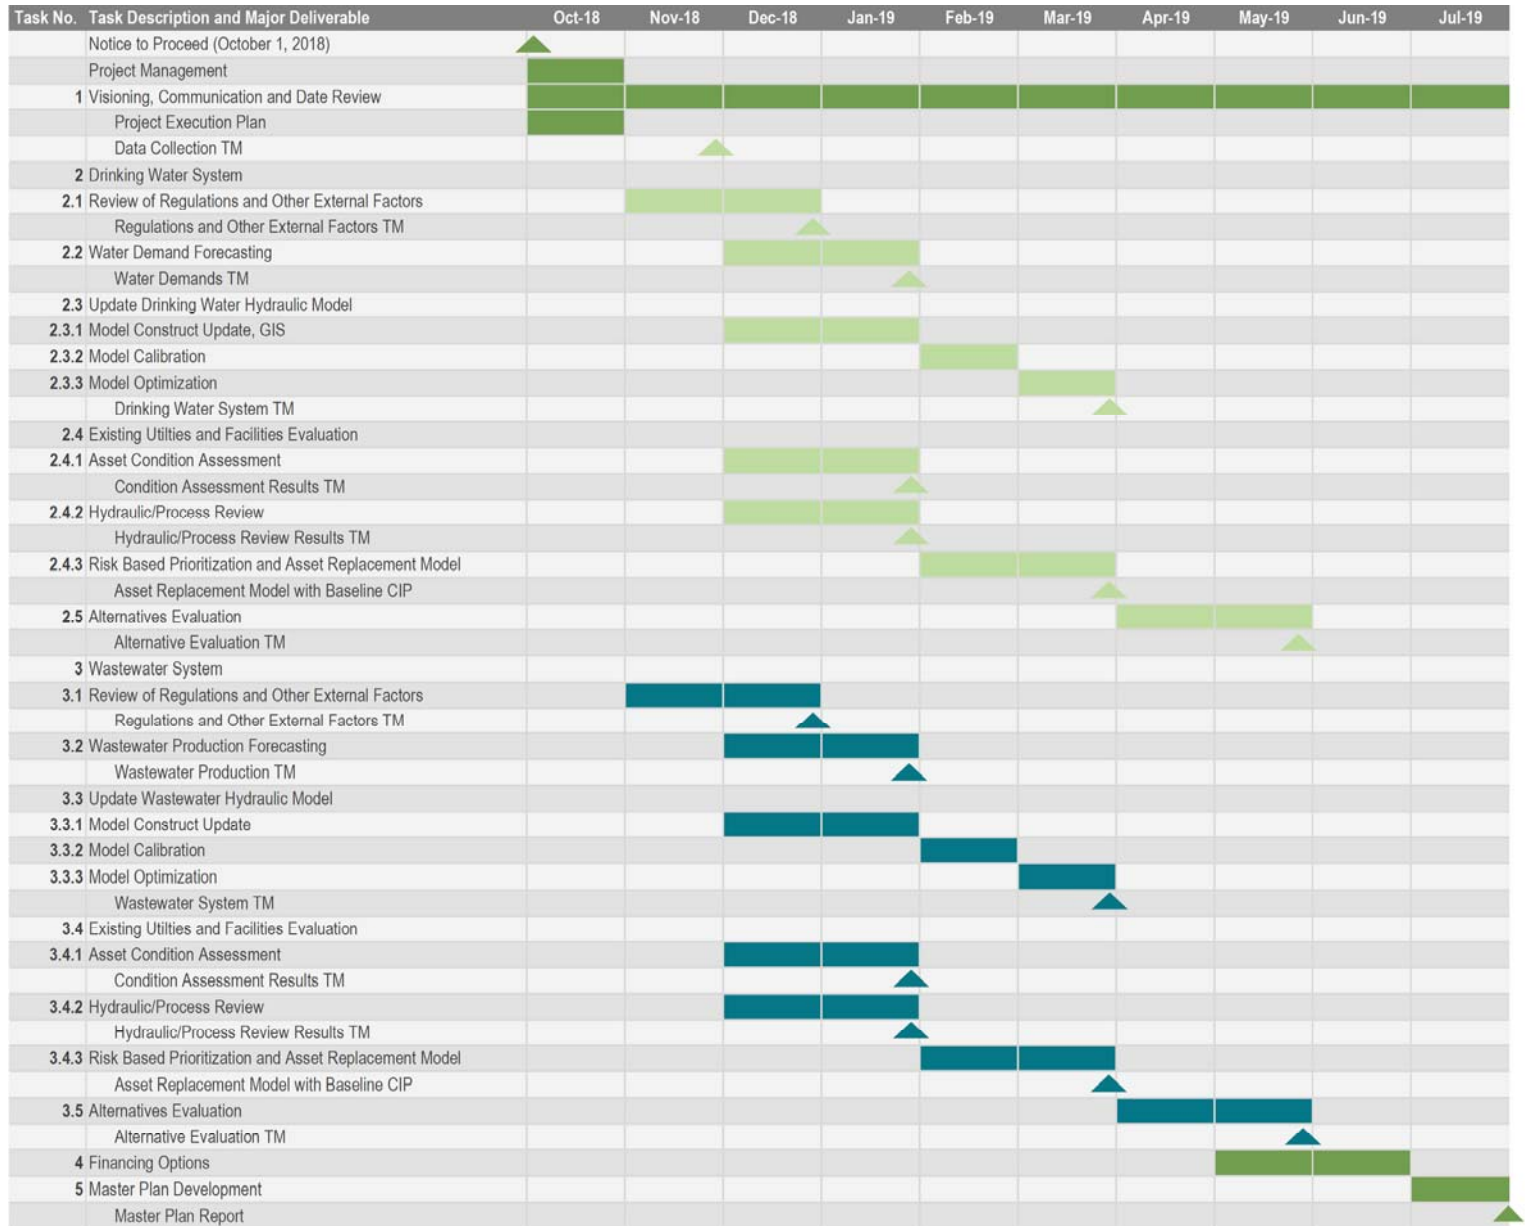 Task No. Task Description and Major Deliverable Oct-18 Nov-18 Dec-18 Jan-19 Feb-19 Mar-19 Apr-19 May-19 Jun-19 Jul-19
Notice to Proceed (October 1, 2018)
Project Management
1 Visioning, Communication and Date Review
Project Execution Plan
Data Collection TM
2 Drinking Water System
2.1 Review of Regulations and Other External Factors
Regulations and Other External Factors TM
2.2 Water Demand Forecasting
Water Demands TM
2.3 Update Drinking Water Hydraulic Model
2.3.1 Model Construct Update, GIS
2.3.2 Model Calibration
2.3.3 Model Optimization
Drinking Water System TM
2.4 Existing Utilties and Facilities Evaluation
2.4.1 Asset Condition Assessment
Condition Assessment Results TM
2.4.2 Hydraulic/Process Review
Hydraulic/Process Review Results TM
2.4.3 Risk Based Prioritization and Asset Replacement Model
Asset Replacement Model with Baseline CIP
2.5 Alternatives Evaluation
Alternative Evaluation TM
3 Wastewater System
3.1 Review of Regulations and Other External Factors
Regulations and Other External Factors TM
3.2 Wastewater Production Forecasting
Wastewater Production TM
3.3 Update Wastewater Hydraulic Model
3.3.1 Model Construct Update
3.3.2 Model Calibration
3.3.3 Model Optimization
Wastewater System TM
3.4 Existing Utilties and Facilities Evaluation
3.4.1 Asset Condition Assessment
Condition Assessment Results TM
3.4.2 Hydraulic/Process Review
Hydraulic/Process Review Results TM
3.4.3 Risk Based Prioritization and Asset Replacement Model
Asset Replacement Model with Baseline CIP
3.5 Alternatives Evaluation
Alternative Evaluation TM
4 Financing Options
5 Master Plan Development
Master Plan Report